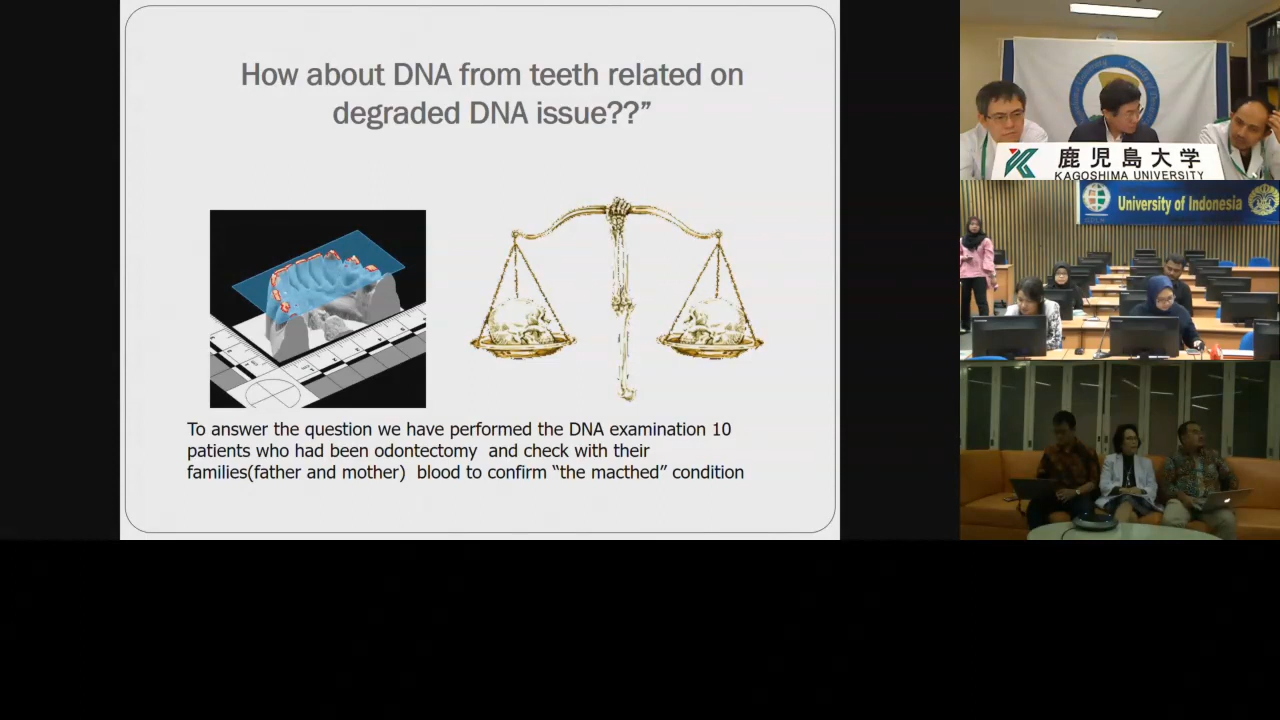 How about DNA from teeth related on
degraded DNA issue??”
To answer the question we have performed the DNA examination 10
patients who had been odontectomy and check with their
families(father and mother) blood to confirm “the macthed” condition
鹿児島大学
KAGOSHIMA UNIVERSITY
University of Indonesia